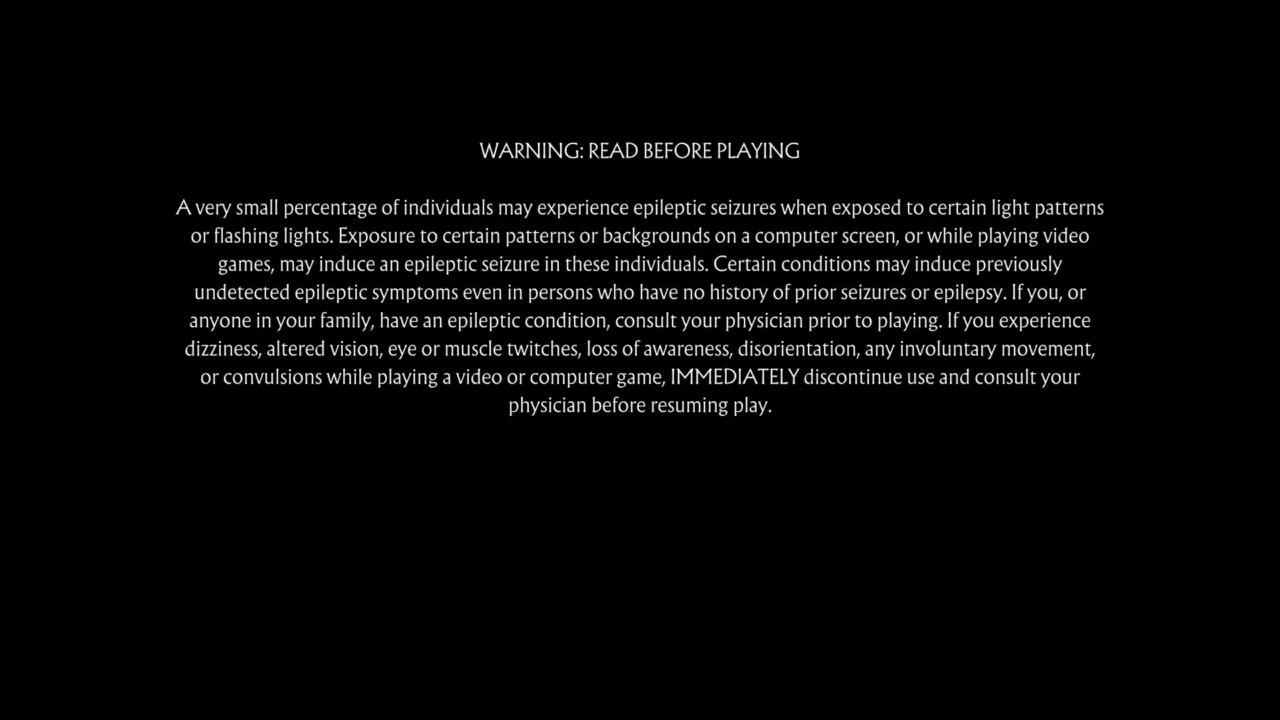 WARNING: READ BEFORE PLAYING
A very small percentage of individuals may experience epileptic seizures when exposed to certain light patterns
or flashing lights. Exposure to certain patterns or backgrounds on a computer screen, or while playing video
games, may induce an epileptic seizure in these individuals. Certain conditions may induce previously
undetected epileptic symptoms even in persons who have no history of prior seizures or epilepsy. If you, or
anyone in your family, have an epileptic condition, consult your physician prior to playing. If you experience
dizziness, altered vision, eye or muscle twitches, loss of awareness, disorientation, any involuntary movement,
or convulsions while playing a video or computer game, IMMEDIATELY discontinue use and consult your
physician before resuming play.